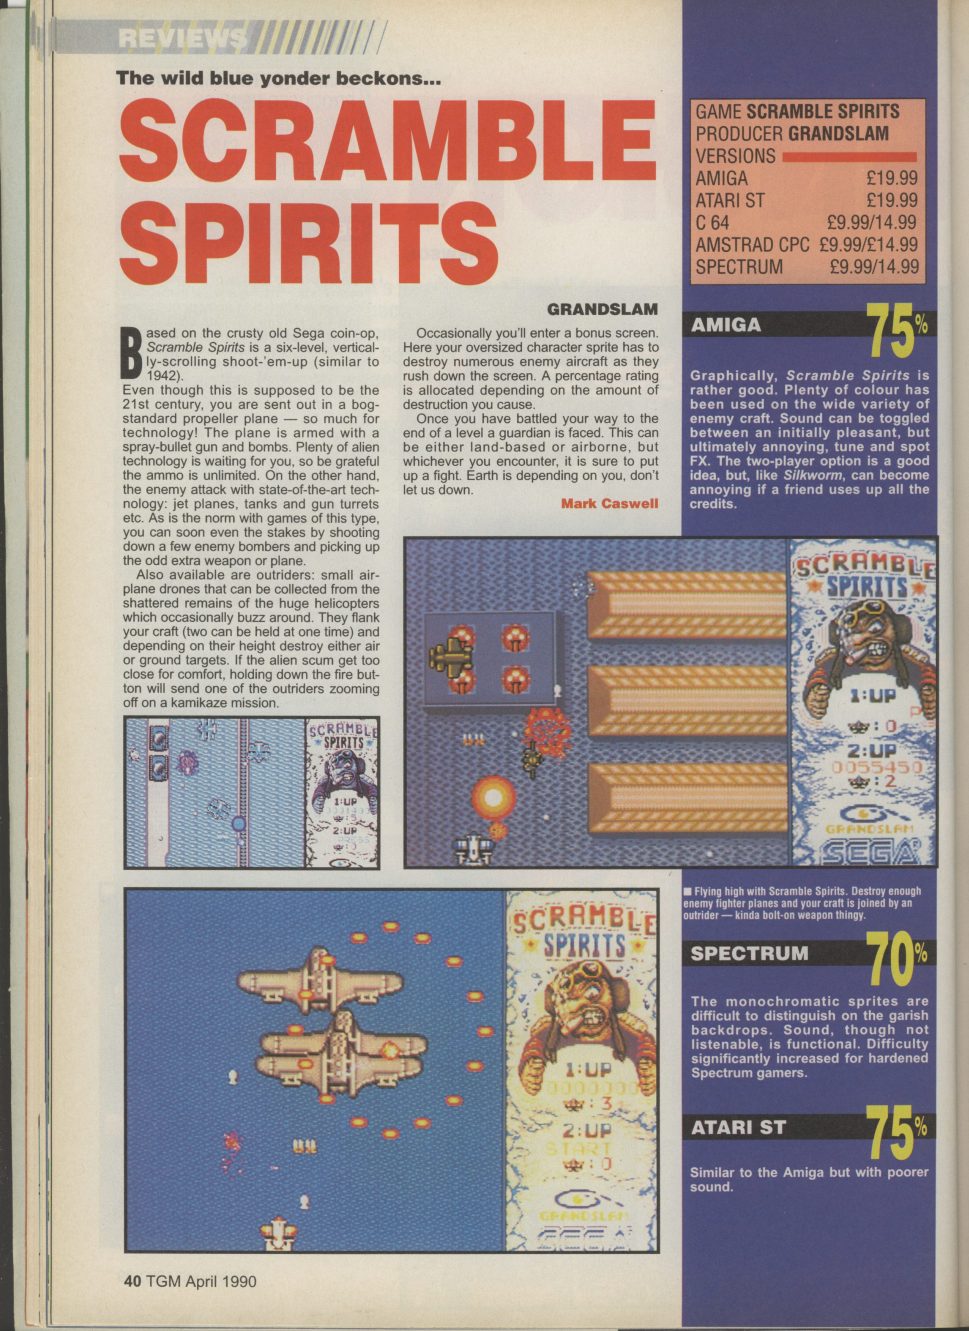 REVIEWS
The wild blue yonder beckons...
SCRAMBLE
SPIRITS
GRANDSLAM
Based on the crusty old Sega coin-op,
Scramble Spirits is a six-level, vertical-
ly-scrolling shoot-'em-up (similar to
1942).
Even though this is supposed to be the
21st century, you are sent out in a bog-
standard propeller plane — so much for
technology! The plane is armed with a
spray-bullet gun and bombs. Plenty of alien
technology is waiting for you, so be grateful
the ammo is unlimited. On the other hand,
the enemy attack with state-of-the-art tech-
nology: jet planes, tanks and gun turrets
etc. As is the norm with games of this type,
you can soon even the stakes by shooting
down a few enemy bombers and picking up
the odd extra weapon or plane.
Also available are outriders: small air-
plane drones that can be collected from the
shattered remains of the huge helicopters
which occasionally buzz around. They flank
your craft (two can be held at one time) and
depending on their height destroy either air
or ground targets. If the alien scum get too
close for comfort, holding down the fire but-
ton will send one of the outriders zooming
off on a kamikaze mission.
Occasionally you'll enter a bonus screen.
Here your oversized character sprite has to
destroy numerous enemy aircraft as they
rush down the screen. A percentage rating
is allocated depending on the amount of
destruction you cause.
Once you have battled your way to the
end of a level a guardian is faced. This can
be either land-based or airborne, but
whichever you encounter, it is sure to put
up a fight. Earth is depending on you, don't
let us down.
Mark Caswell
GAME SCRAMBLE SPIRITS
PRODUCER GRANDSLAM
VERSIONS
AMIGA £19.99
ATARI ST £19.99
C 64 £9.99/14.99
AMSTRAD CPC £9.99/£14.99
SPECTRUM £9.99/14.99
AMIGA 75%
Graphically, Scramble Spirits is
rather good. Plenty of colour has
been used on the wide variety of
enemy craft. Sound can be toggled
between an initially pleasant, but
ultimately annoying, tune and spot
FX. The two-player option is a good
idea, but, like Silkworm, can become
annoying if a friend uses up all the
credits.
SCRAMBLE
SPIRITS
1:UP
:0
2:UP
0055450
:2
GRANDSLAM
SEGA
SCRAMBLE
SPIRITS
1:UP
:5
2:UP
SCRAMBLE
SPIRITS
1:UP
0000000
:3
2:UP
START
:0
GRANDSLAM
■ Flying high with Scramble Spirits. Destroy enough
enemy fighter planes and your craft is joined by an
outrider — kinda bolt-on weapon thingy.
SPECTRUM 70%
The monochromatic sprites are
difficult to distinguish on the garish
backdrops. Sound, though not
listenable, is functional. Difficulty
significantly increased for hardened
Spectrum gamers.
ATARI ST 75%
Similar to the Amiga but with poorer
sound.
40 TGM April 1990